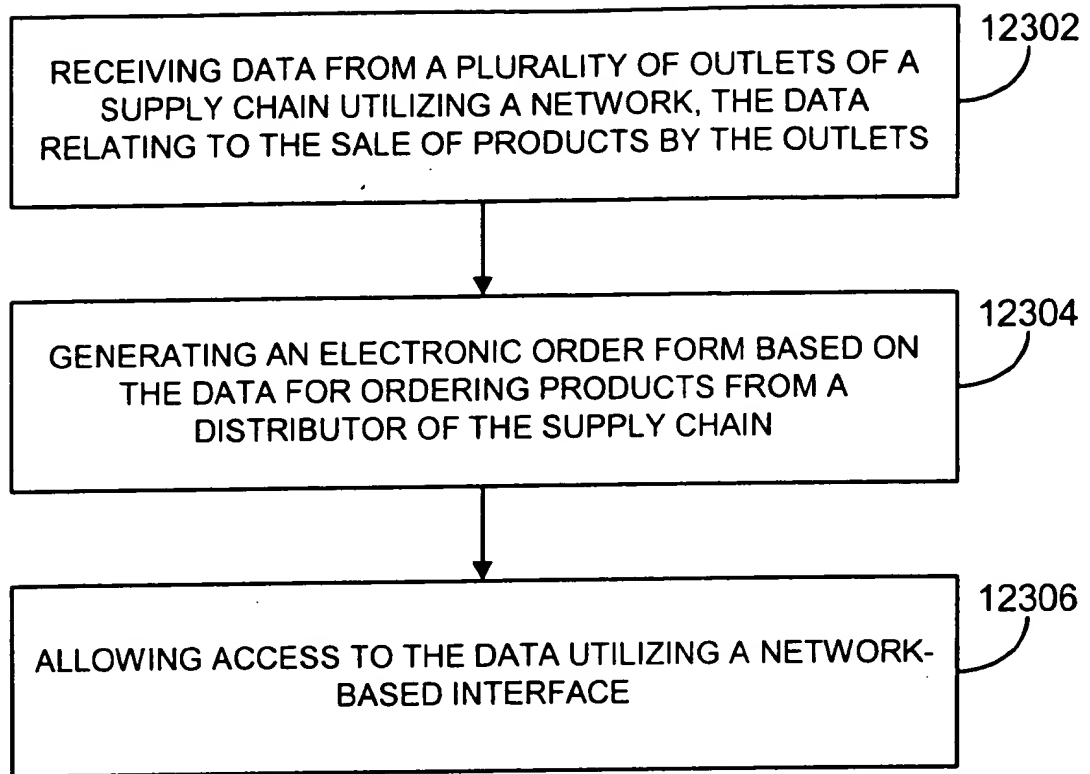 12302
RECEIVING DATA FROM A PLURALITY OF OUTLETS OF A
SUPPLY CHAIN UTILIZING A NETWORK, THE DATA
RELATING TO THE SALE OF PRODUCTS BY THE OUTLETS
12304
GENERATING AN ELECTRONIC ORDER FORM BASED ON
THE DATA FOR ORDERING PRODUCTS FROM A
DISTRIBUTOR OF THE SUPPLY CHAIN
12306
ALLOWING ACCESS TO THE DATA UTILIZING A NETWORK-
BASED INTERFACE